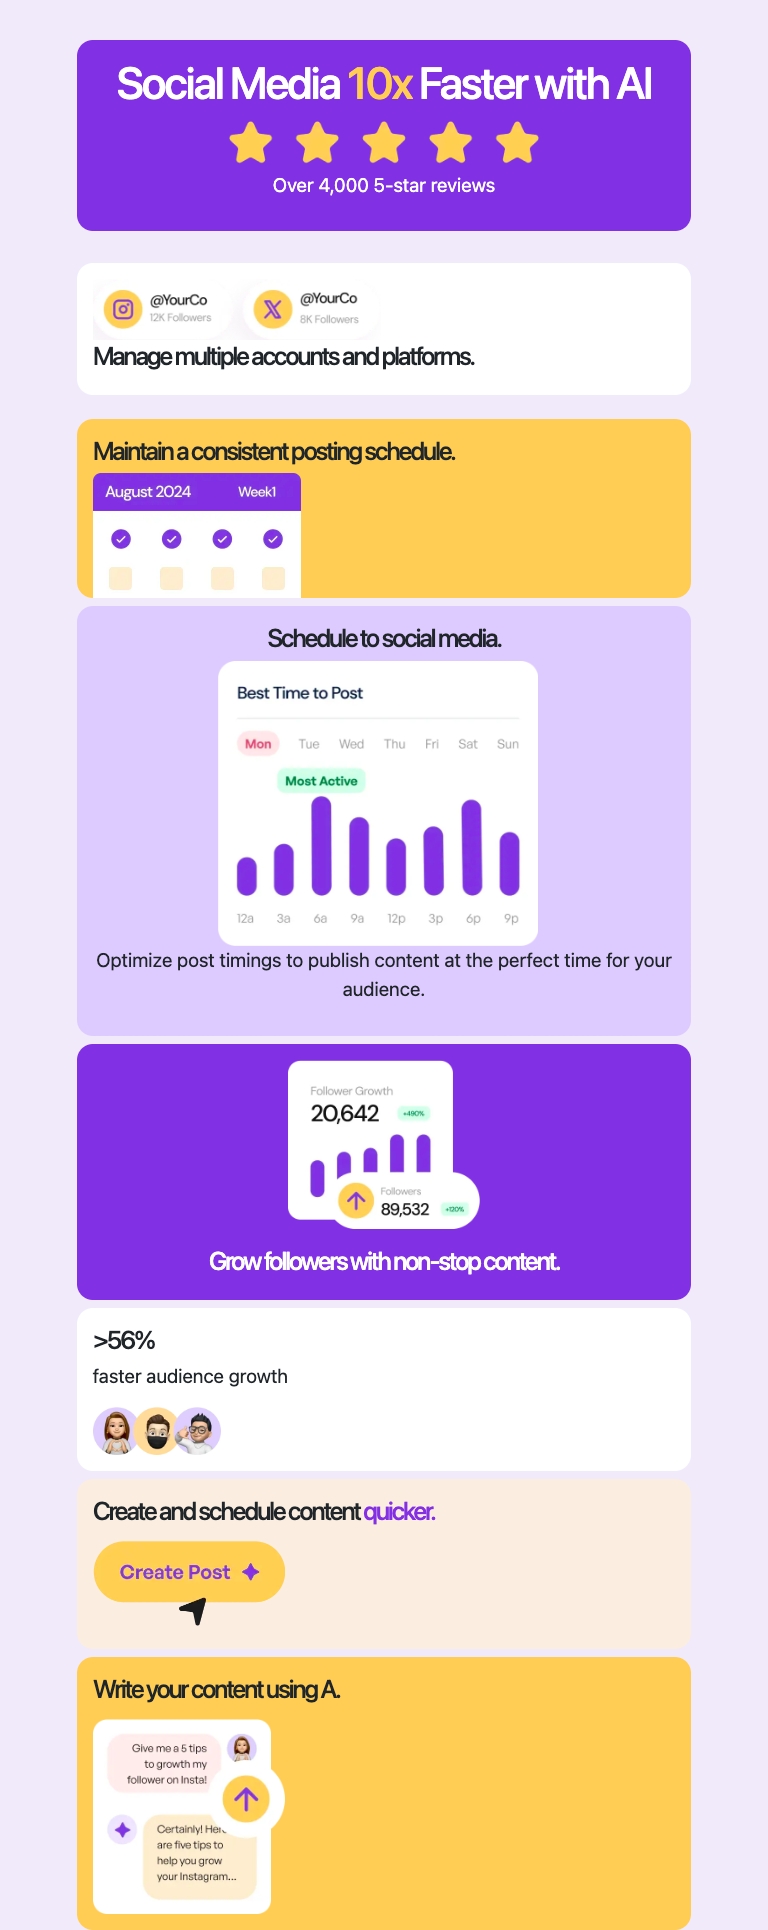 Social Media 10x Faster with AI
Over 4,000 5-star reviews
@YourCo
12K Followers
@YourCo
8K Followers
Manage multiple accounts and platforms.
Maintain a consistent posting schedule.
August 2024 Week1
Schedule to social media.
Best Time to Post
Mon Tue Wed Thu Fri Sat Sun
Most Active
12a 3a 6a 9a 12p 3p 6p 9p
Optimize post timings to publish content at the perfect time for your
audience.
Follower Growth
20,642 +490%
Followers
89,532 +120%
Grow followers with non-stop content.
>56%
faster audience growth
Create and schedule content quicker.
Create Post
Write your content using A.
Give me a 5 tips
to growth my
follower on Insta!
Certainly! Here
are five tips to
help you grow
your Instagram...